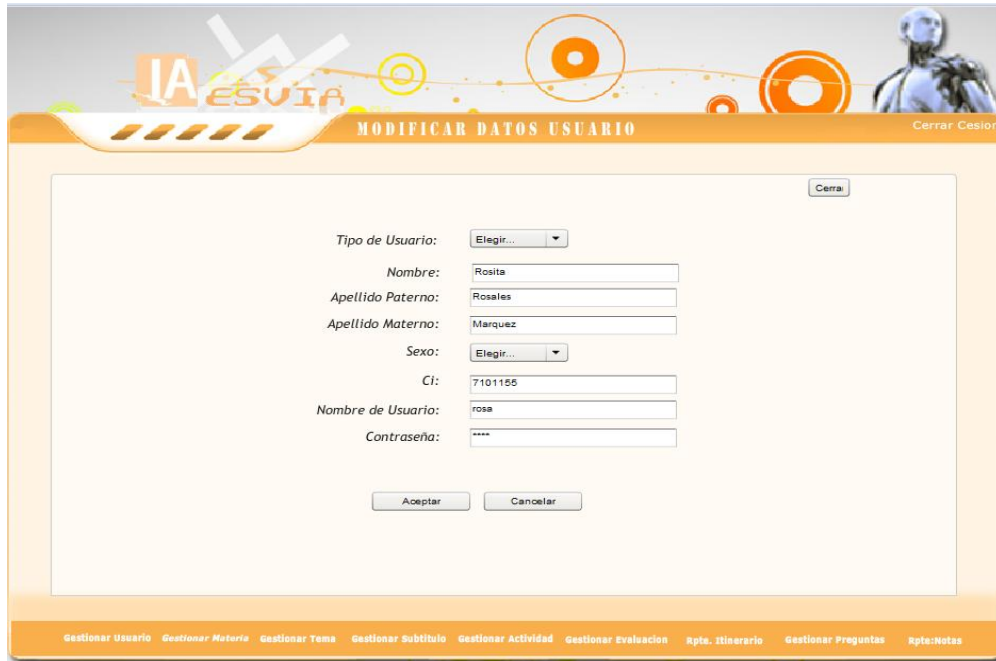 IA
ESVIA
MODIFICAR DATOS USUARIO
Cerrar Cesion
Cerrar
Tipo de Usuario: Elegir...
Nombre: Rosita
Apellido Paterno: Rosales
Apellido Materno: Marquez
Sexo: Elegir...
Ci: 7101155
Nombre de Usuario: rosa
Contraseña: ****
Aceptar Cancelar
Gestionar Usuario Gestionar Materia Gestionar Tema Gestionar Subtitulo Gestionar Actividad Gestionar Evaluacion Rpte. Itinerario Gestionar Preguntas Rpte:Notas